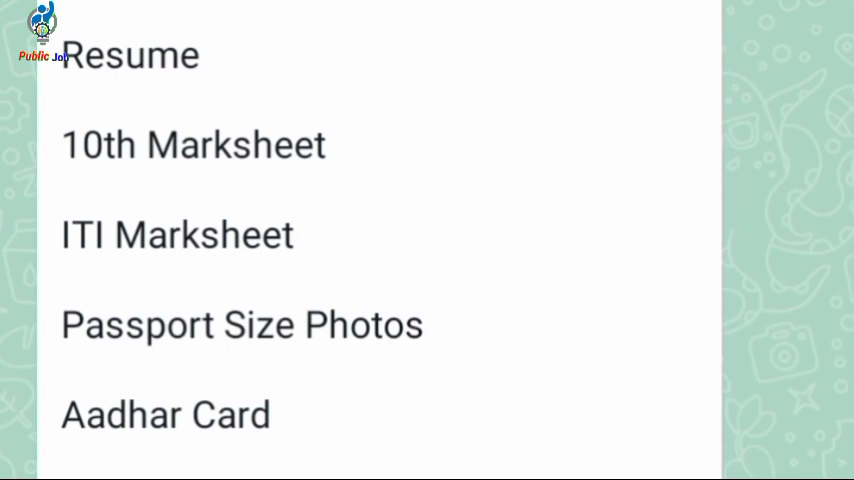 Public Job
Resume
10th Marksheet
ITI Marksheet
Passport Size Photos
Aadhar Card